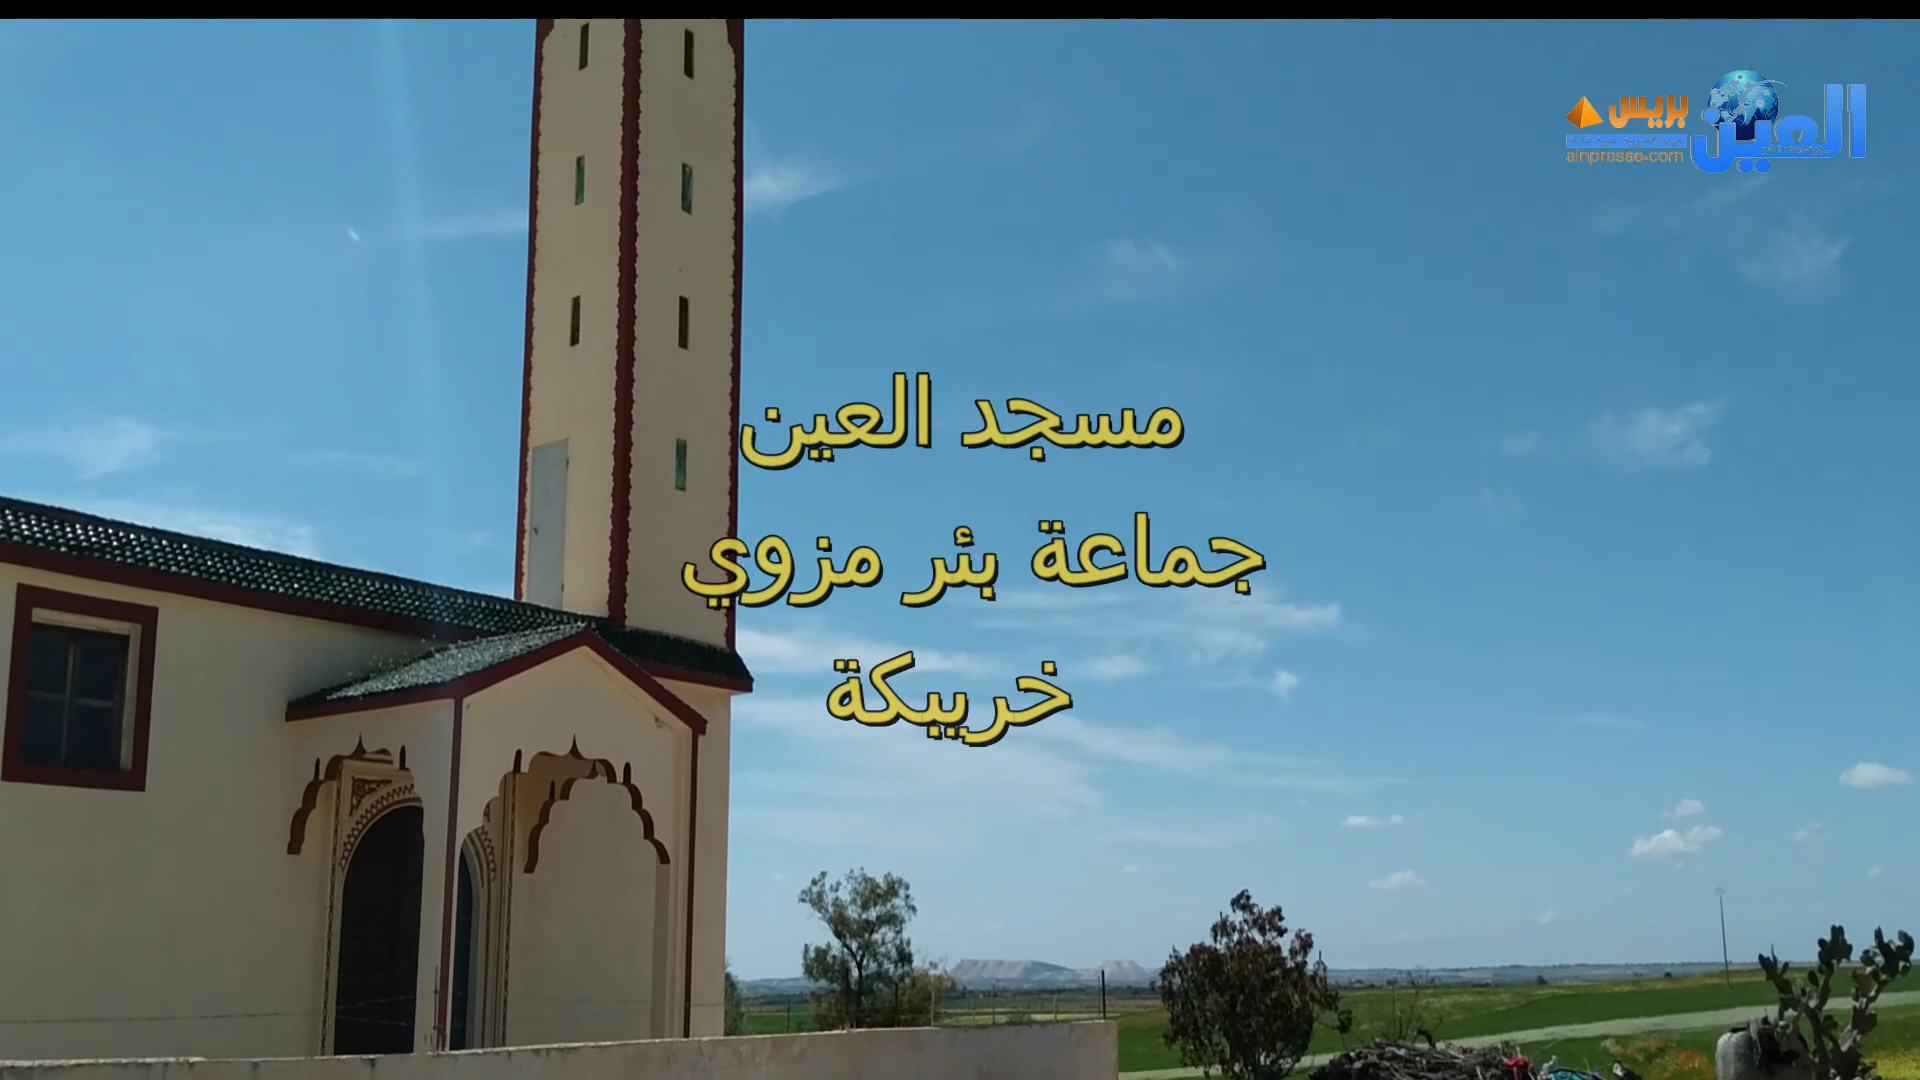 العين
بريس
ainpresse.com
مسجد العين
جماعة بئر مزوي
خريبكة